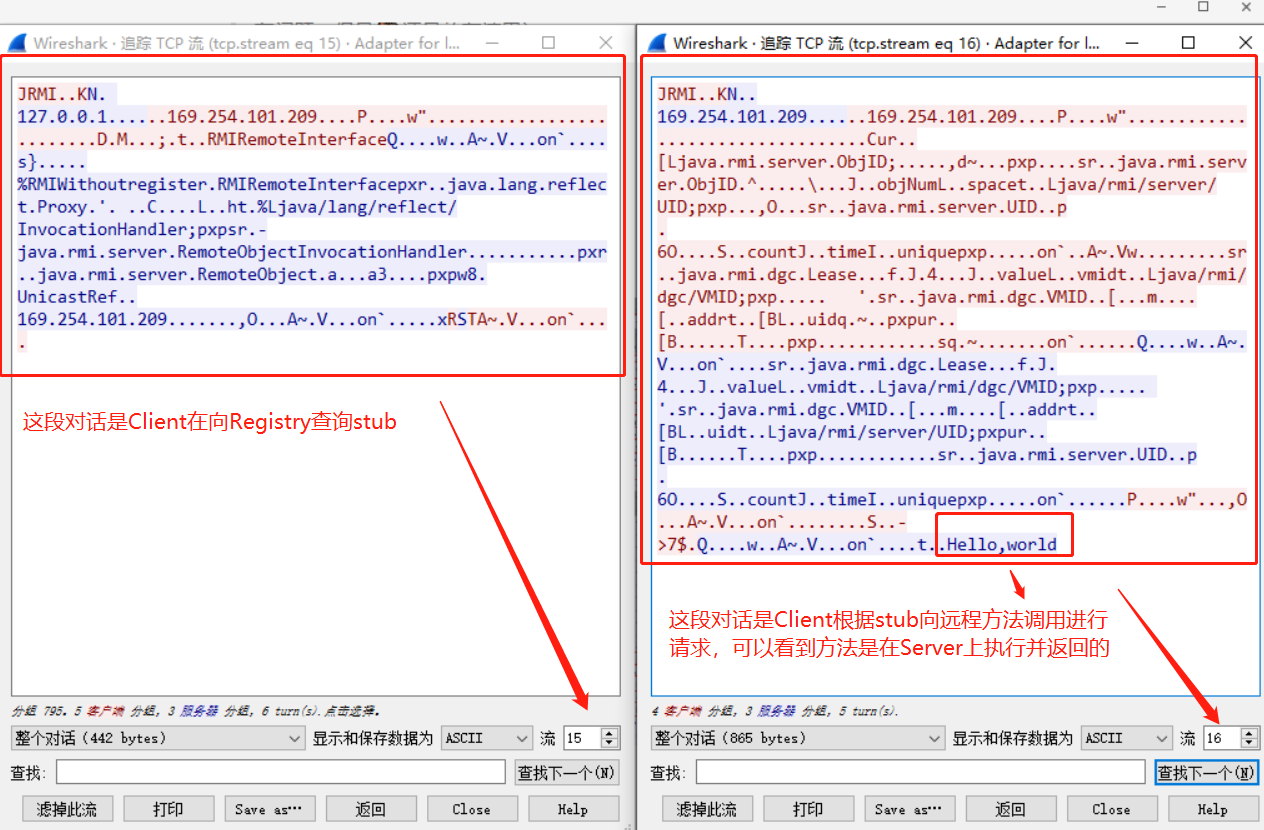 Wireshark · 追踪 TCP 流 (tcp.stream eq 15) · Adapter for l...
JRMI..KN.
127.0.0.1......169.254.101.209....P....w"....................
.........D.M...;.t..RMIRemoteInterfaceQ....w..A~.V...on`....
s}.....
%RMIWithoutregister.RMIRemoteInterfacepxr..java.lang.reflec
t.Proxy.'. ..C....L..ht.%Ljava/lang/reflect/
InvocationHandler;pxpsr.-
java.rmi.server.RemoteObjectInvocationHandler...........pxr
..java.rmi.server.RemoteObject.a...a3....pxpw8.
UnicastRef..
169.254.101.209.......,O...A~.V...on`.....xRSTA~.V...on`...
.
这段对话是Client在向Registry查询stub
分组 795. 5 客户端 分组, 3 服务器 分组, 6 turn(s).点击选择.
整个对话 (442 bytes)
显示和保存数据为
ASCII
流
15
查找:
查找下一个(N)
滤掉此流
打印
Save as…
返回
Close
Help
Wireshark · 追踪 TCP 流 (tcp.stream eq 16) · Adapter for l...
JRMI..KN..
169.254.101.209......169.254.101.209....P....w".............
......................Cur..
[Ljava.rmi.server.ObjID;.....,d~...pxp....sr..java.rmi.serv
er.ObjID.^.....\...J..objNumL..spacet..Ljava/rmi/server/
UID;pxp...,O...sr..java.rmi.server.UID..p
.
6O....S..countJ..timeI..uniquepxp.....on`..A~.Vw.........sr
..java.rmi.dgc.Lease...f.J.4...J..valueL..vmidt..Ljava/rmi/
dgc/VMID;pxp..... '.sr..java.rmi.dgc.VMID..[...m....
[..addrt..[BL..uidq.~..pxpur..
[B......T....pxp............sq.~.......on`......Q....w..A~.
V...on`....sr..java.rmi.dgc.Lease...f.J.
4...J..valueL..vmidt..Ljava/rmi/dgc/VMID;pxp.....
'.sr..java.rmi.dgc.VMID..[...m....[..addrt..
[BL..uidt..Ljava/rmi/server/UID;pxpur..
[B......T....pxp............sr..java.rmi.server.UID..p
.
6O....S..countJ..timeI..uniquepxp.....on`......P....w"...,O
...A~.V...on`........S..-
>7$.Q....w..A~.V...on`....t..Hello,world
这段对话是Client根据stub向远程方法调用进行
请求，可以看到方法是在Server上执行并返回的
4 客户端 分组, 3 服务器 分组, 5 turn(s).
整个对话 (865 bytes)
显示和保存数据为
ASCII
流
16
查找:
查找下一个(N)
滤掉此流
打印
Save as…
返回
Close
Help